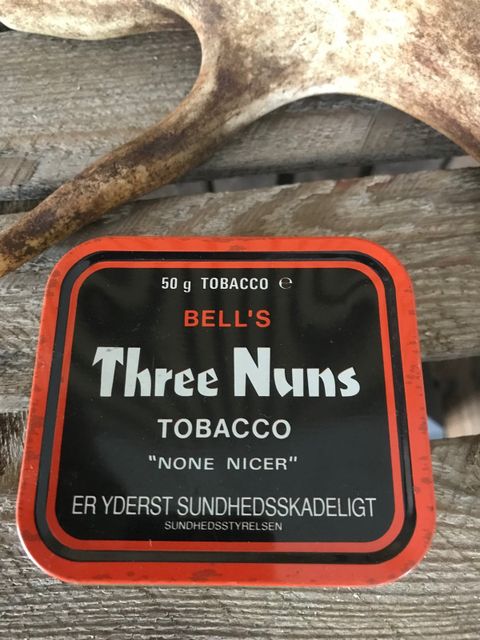 50 g TOBACCO ℮
BELL'S
Three Nuns
TOBACCO
"NONE NICER"
ER YDERST SUNDHEDSSKADELIGT
SUNDHEDSSTYRELSEN